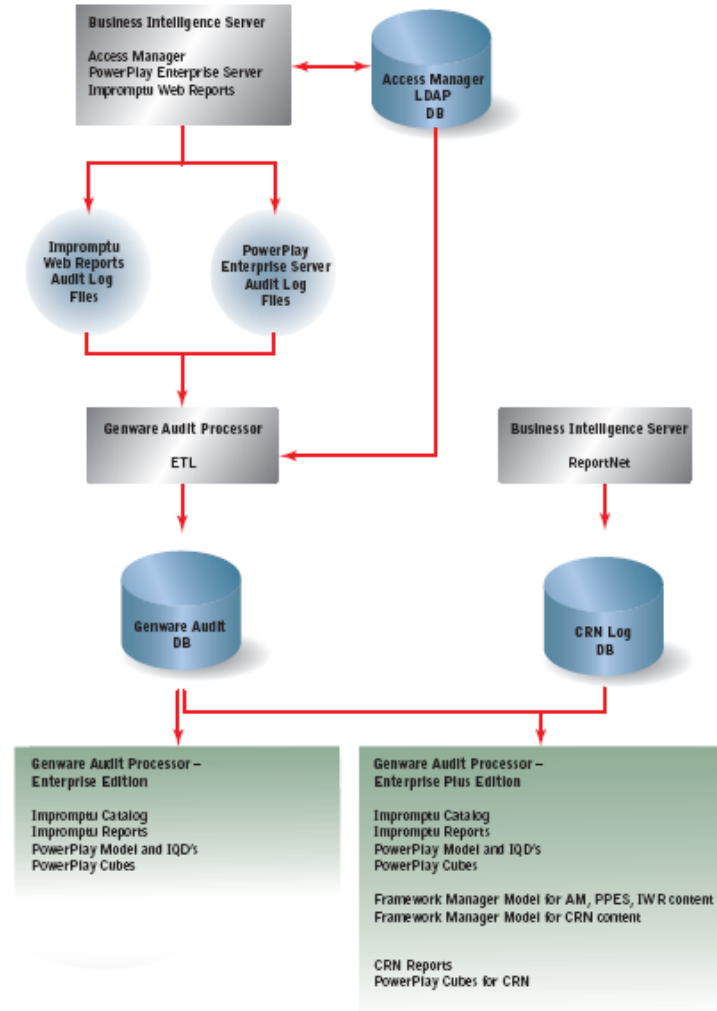 Business Intelligence Server
Access Manager
PowerPlay Enterprise Server
Impromptu Web Reports
Access Manager
LDAP
DB
Impromptu
Web Reports
Audit Log
Files
PowerPlay
Enterprise Server
Audit Log
Files
Genware Audit Processor
ETL
Business Intelligence Server
ReportNet
Genware Audit
DB
CRN Log
DB
Genware Audit Processor –
Enterprise Edition
Impromptu Catalog
Impromptu Reports
PowerPlay Model and IQD's
PowerPlay Cubes
Genware Audit Processor –
Enterprise Plus Edition
Impromptu Catalog
Impromptu Reports
PowerPlay Model and IQD's
PowerPlay Cubes
Framework Manager Model for AM, PPES, IWR content
Framework Manager Model for CRN content
CRN Reports
PowerPlay Cubes for CRN